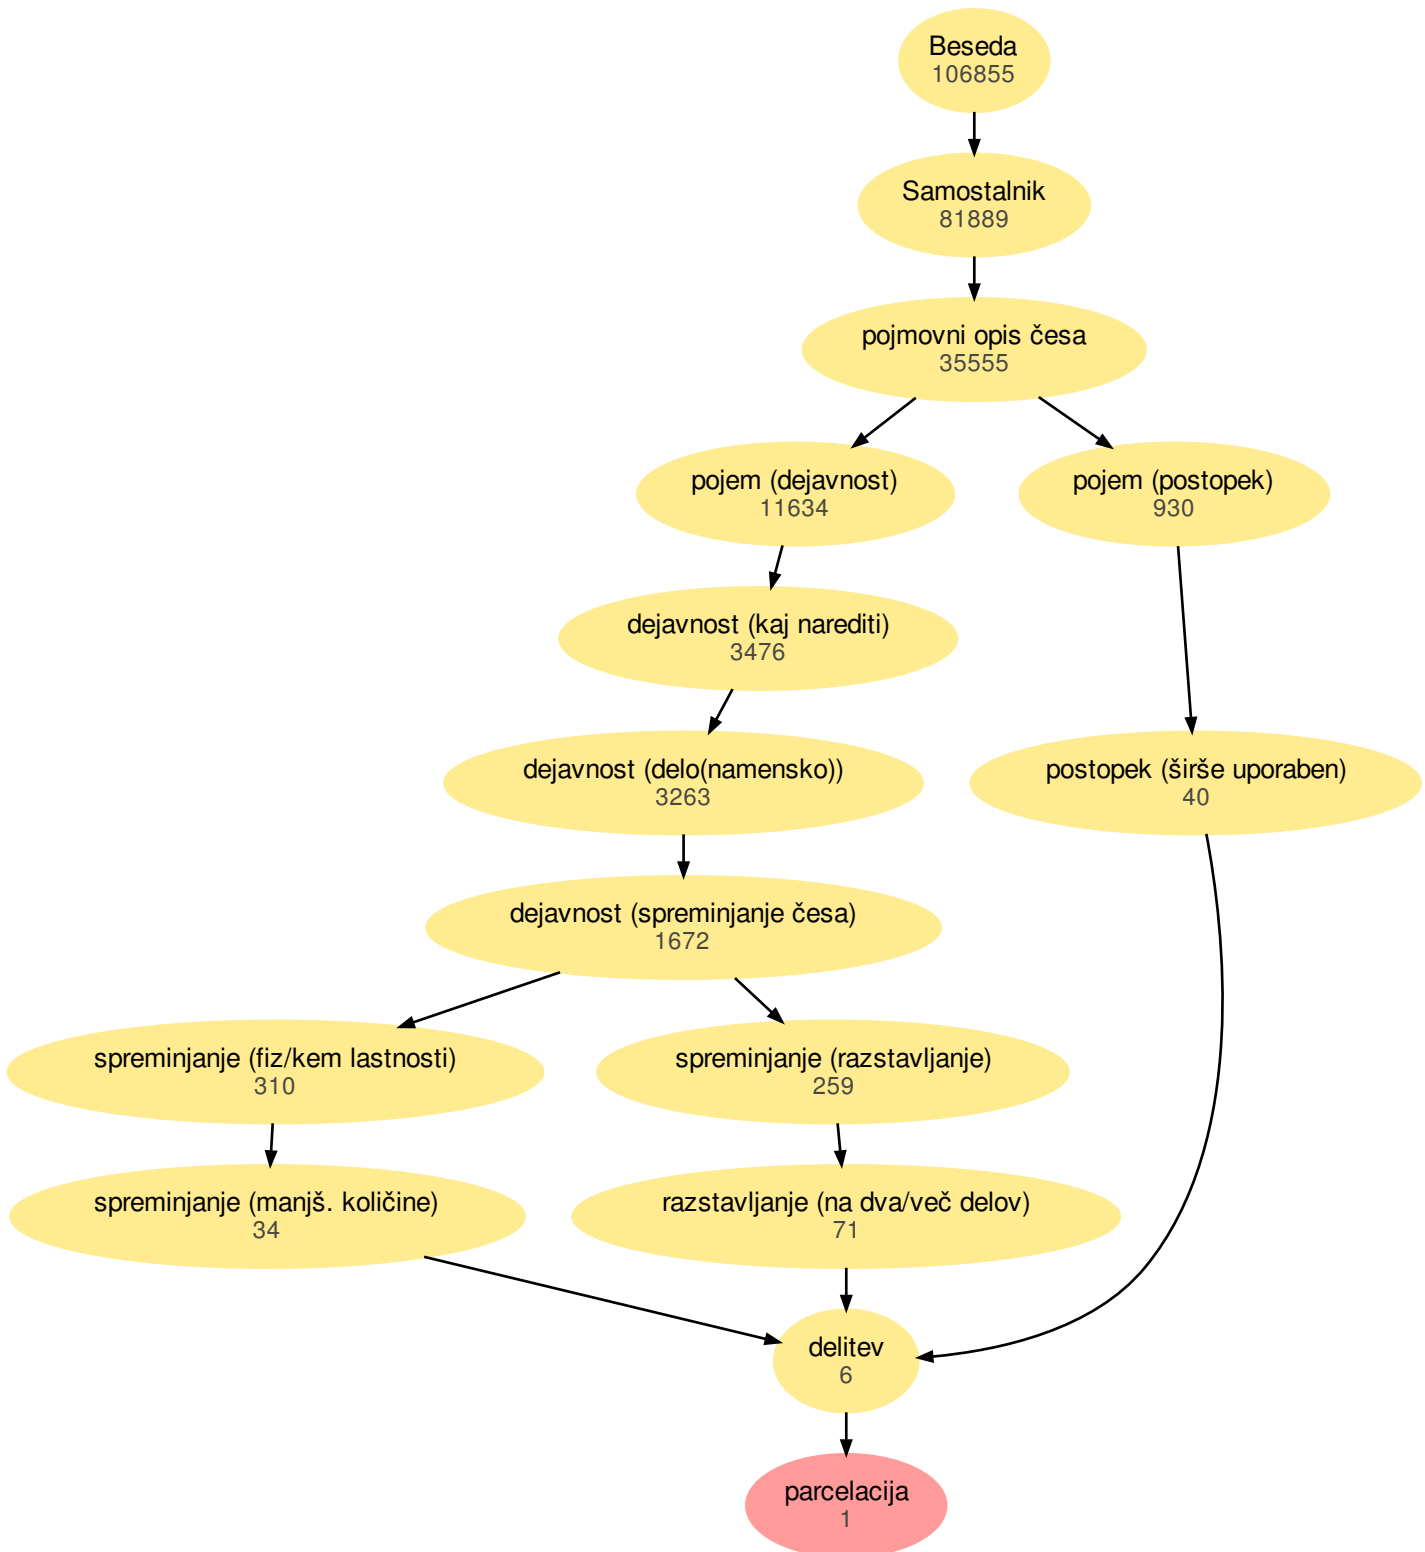 Beseda
106855
Samostalnik
81889
pojmovni opis česa
35555
pojem (dejavnost)
11634
pojem (postopek)
930
dejavnost (kaj narediti)
3476
dejavnost (delo(namensko))
3263
postopek (širše uporaben)
40
dejavnost (spreminjanje česa)
1672
spreminjanje (fiz/kem lastnosti)
310
spreminjanje (razstavljanje)
259
spreminjanje (manjš. količine)
34
razstavljanje (na dva/več delov)
71
delitev
6
parcelacija
1